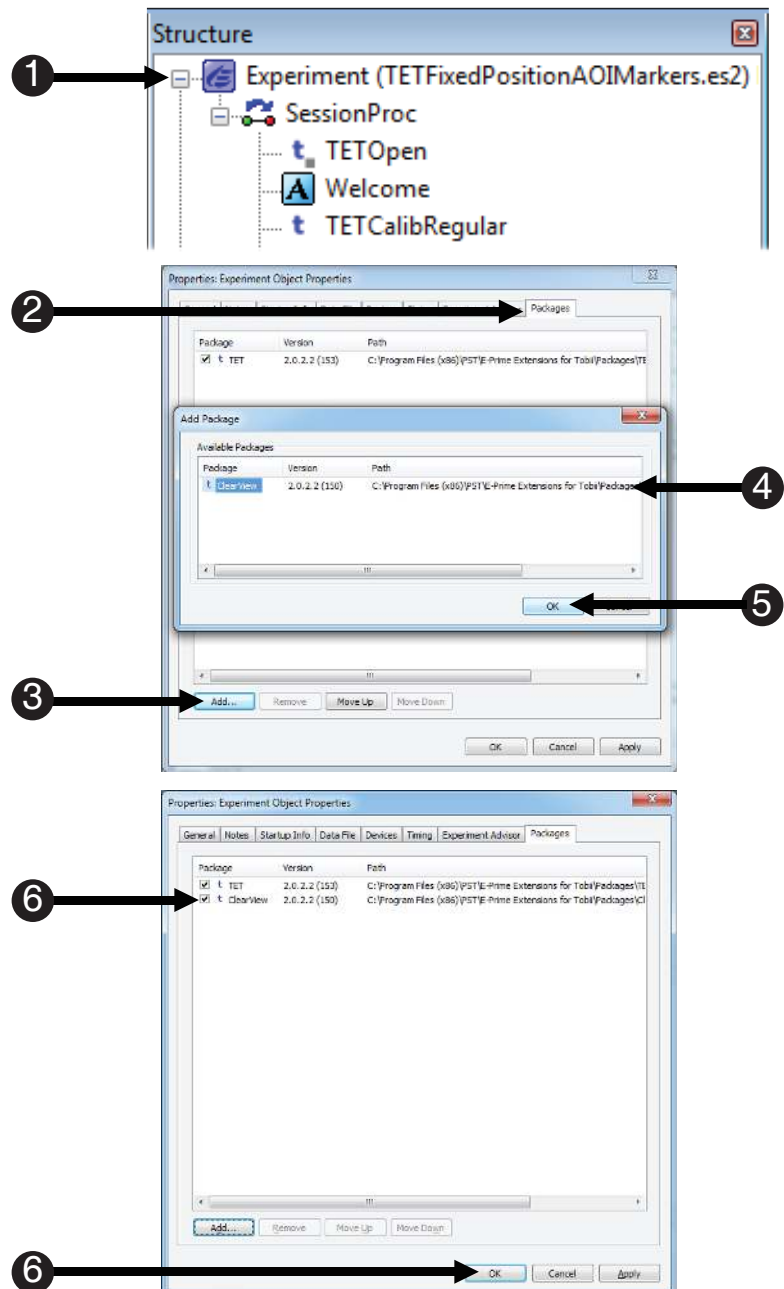 Structure
1
Experiment (TETFixedPositionAOIMarkers.es2)
SessionProc
TETOpen
A Welcome
TETCalibRegular
Properties: Experiment Object Properties
2
Packages
Package Version Path
t TET 2.0.2.2 (153) C:\Program Files (x86)\PST\E-Prime Extensions for Tobii\Packages\TE
Add Package
Available Packages
Package Version Path
t ClearView 2.0.2.2 (150) C:\Program Files (x86)\PST\E-Prime Extensions for Tobii\Packages
4
OK
5
3
Add... Remove Move Up Move Down
OK Cancel Apply
Properties: Experiment Object Properties
General Notes Startup Info Data File Devices Timing Experiment Advisor Packages
Package Version Path
t TET 2.0.2.2 (153) C:\Program Files (x86)\PST\E-Prime Extensions for Tobii\Packages\TE
6
t ClearView 2.0.2.2 (150) C:\Program Files (x86)\PST\E-Prime Extensions for Tobii\Packages\Cl
Add... Remove Move Up Move Down
6
OK Cancel Apply